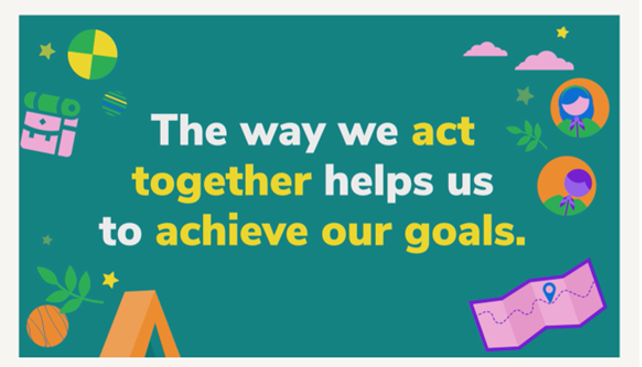 The way we act
together helps us
to achieve our goals.